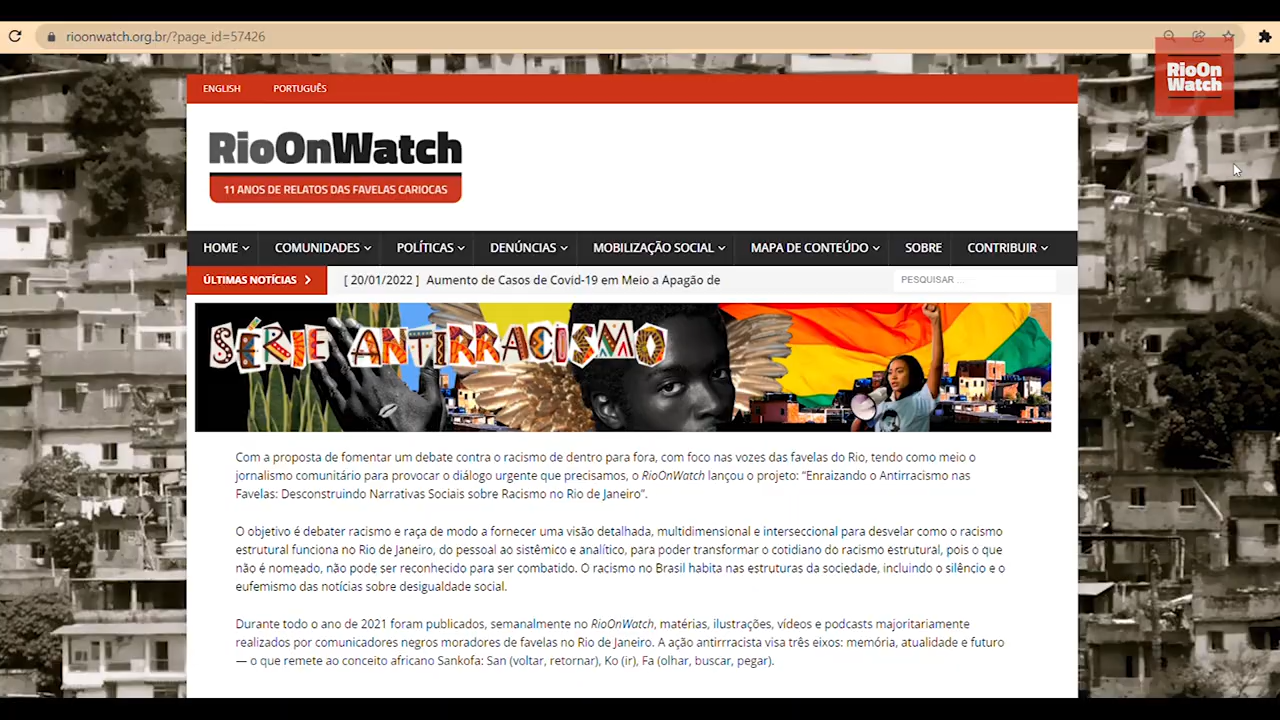 rioonwatch.org.br/?page_id=57426
RioOn
Watch
ENGLISH PORTUGUÊS
RioOnWatch
11 ANOS DE RELATOS DAS FAVELAS CARIOCAS
HOME COMUNIDADES POLÍTICAS DENÚNCIAS MOBILIZAÇÃO SOCIAL MAPA DE CONTEÚDO SOBRE CONTRIBUIR
ÚLTIMAS NOTÍCIAS [ 20/01/2022 ] Aumento de Casos de Covid-19 em Meio a Apagão de PESQUISAR ...
SÉRIE ANTIRRACISMO
Com a proposta de fomentar um debate contra o racismo de dentro para fora, com foco nas vozes das favelas do Rio, tendo como meio o
jornalismo comunitário para provocar o diálogo urgente que precisamos, o RioOnWatch lançou o projeto: “Enraizando o Antirracismo nas
Favelas: Desconstruindo Narrativas Sociais sobre Racismo no Rio de Janeiro”.
O objetivo é debater racismo e raça de modo a fornecer uma visão detalhada, multidimensional e interseccional para desvelar como o racismo
estrutural funciona no Rio de Janeiro, do pessoal ao sistêmico e analítico, para poder transformar o cotidiano do racismo estrutural, pois o que
não é nomeado, não pode ser reconhecido para ser combatido. O racismo no Brasil habita nas estruturas da sociedade, incluindo o silêncio e o
eufemismo das notícias sobre desigualdade social.
Durante todo o ano de 2021 foram publicados, semanalmente no RioOnWatch, matérias, ilustrações, vídeos e podcasts majoritariamente
realizados por comunicadores negros moradores de favelas no Rio de Janeiro. A ação antirrracista visa três eixos: memória, atualidade e futuro
— o que remete ao conceito africano Sankofa: San (voltar, retornar), Ko (ir), Fa (olhar, buscar, pegar).